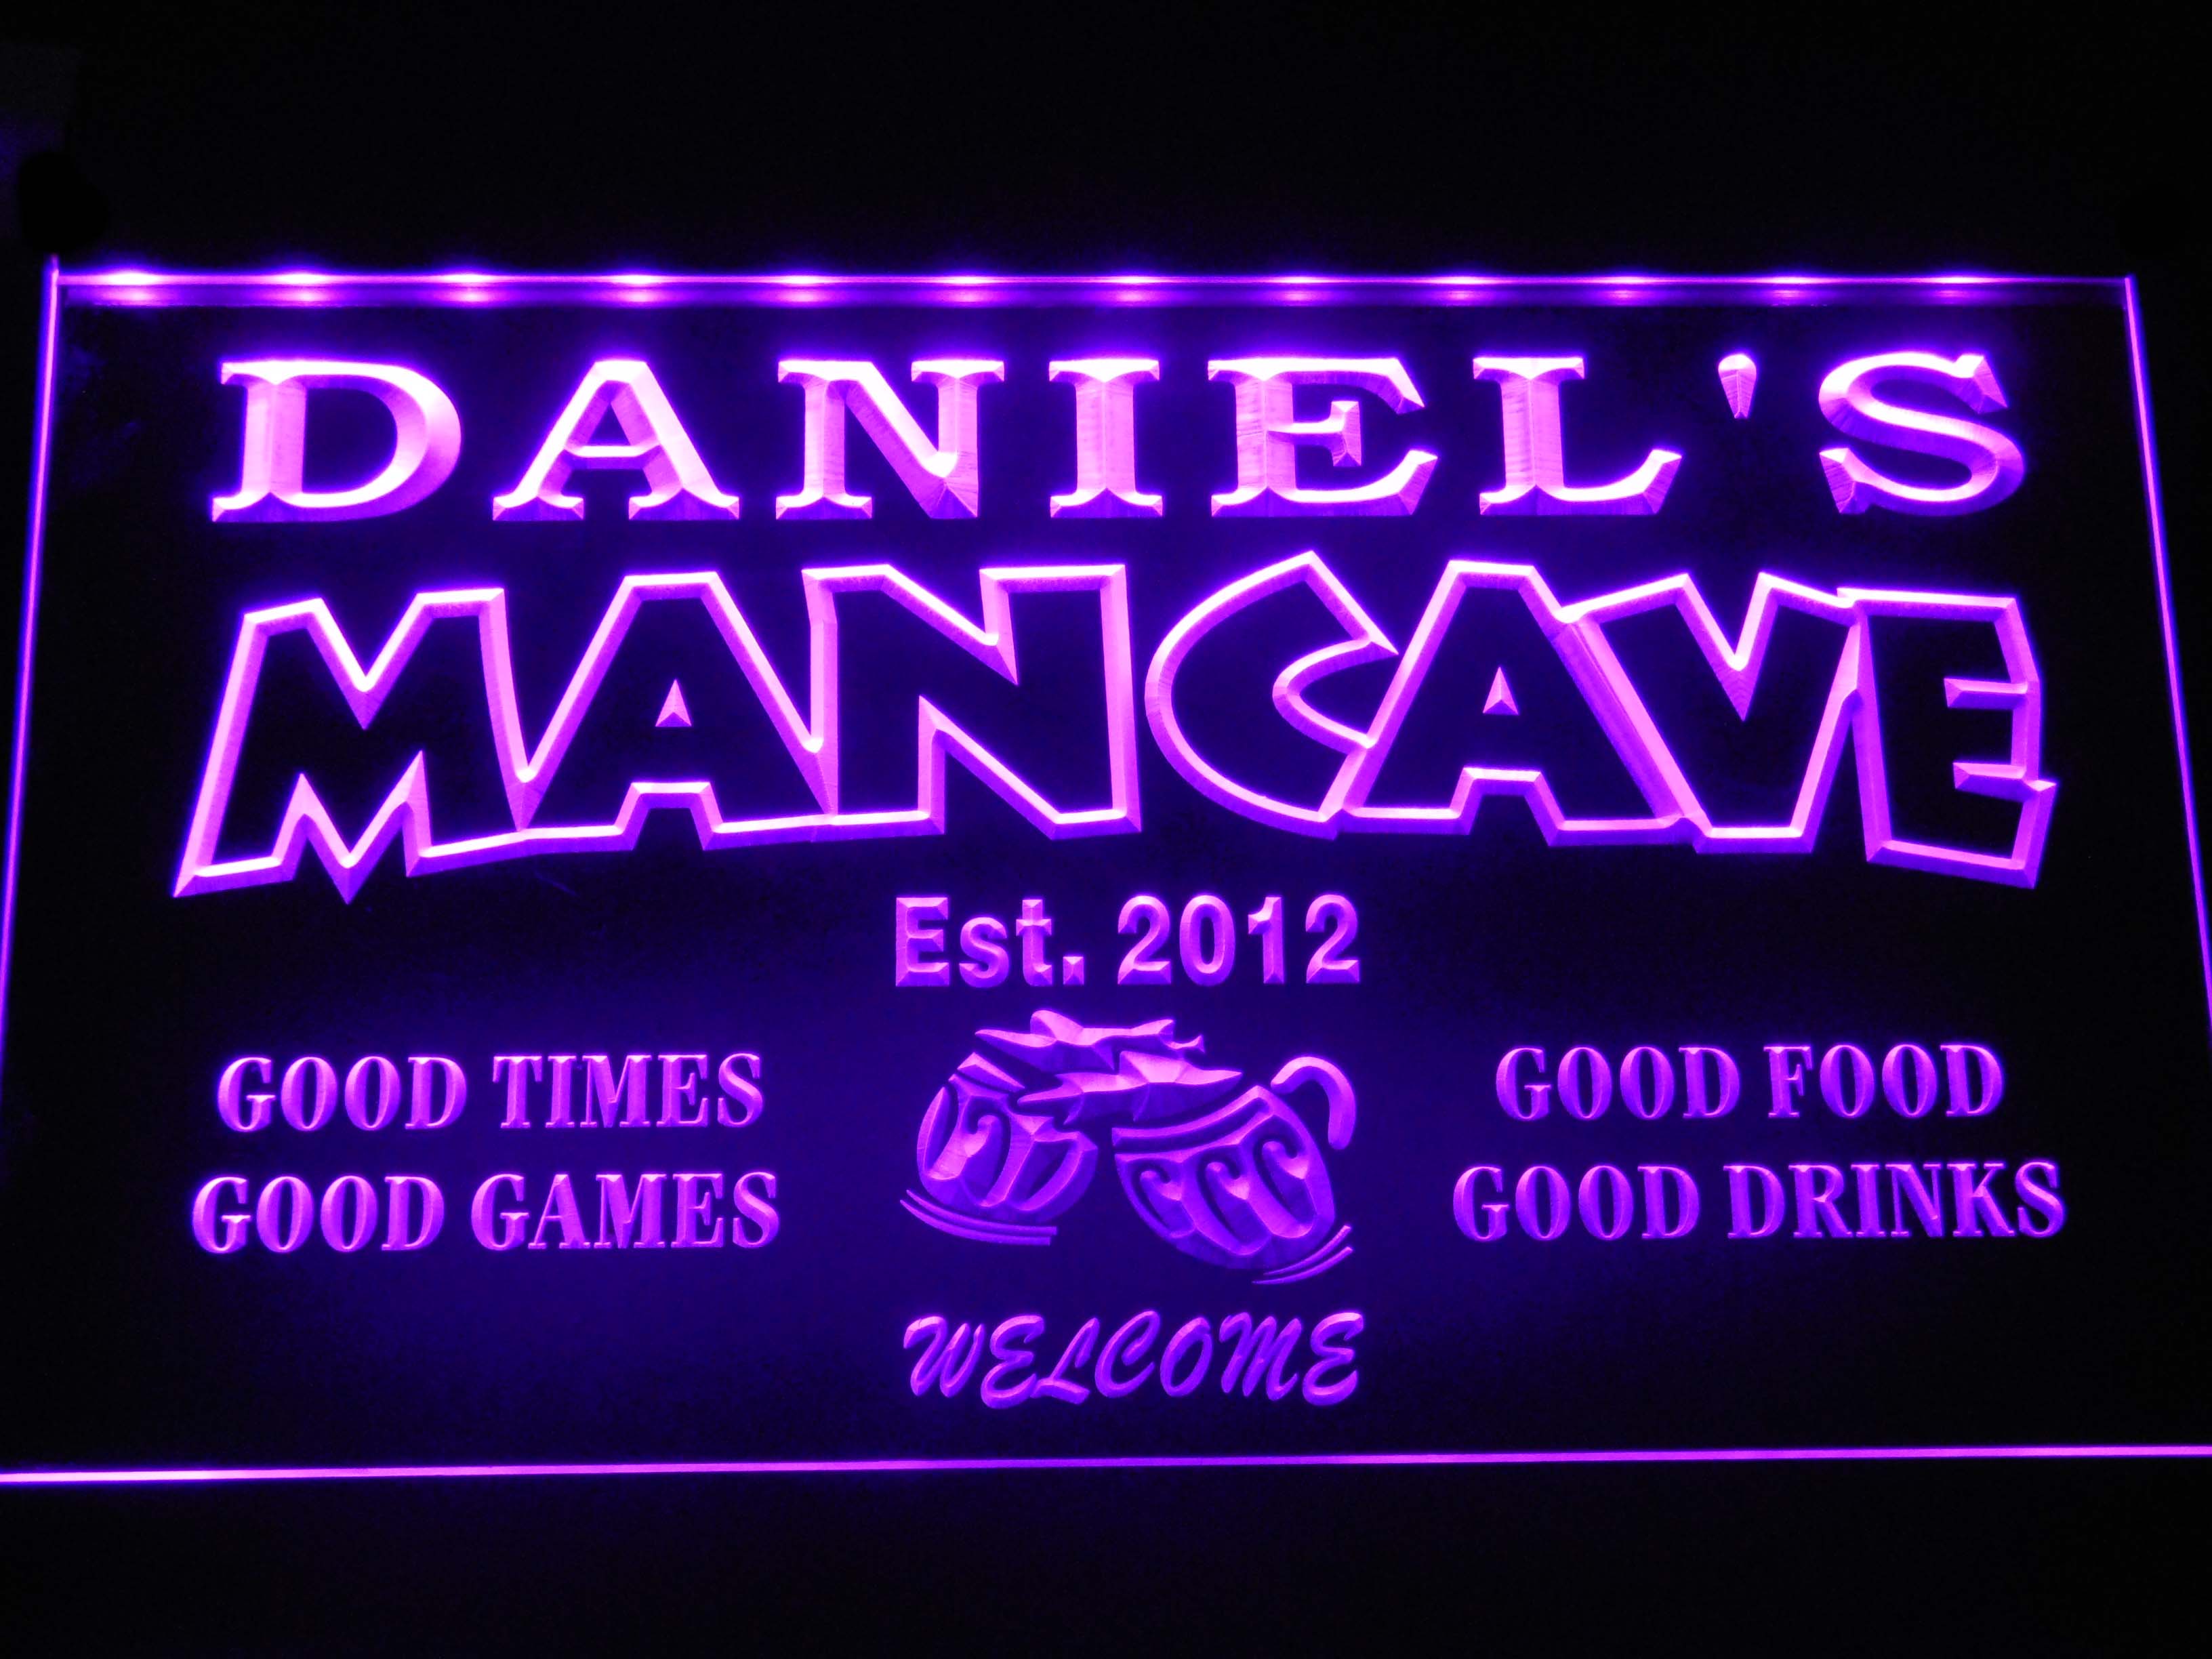 DANIEL'S
MANCAVE
Est. 2012
GOOD TIMES
GOOD GAMES
GOOD FOOD
GOOD DRINKS
WELCOME